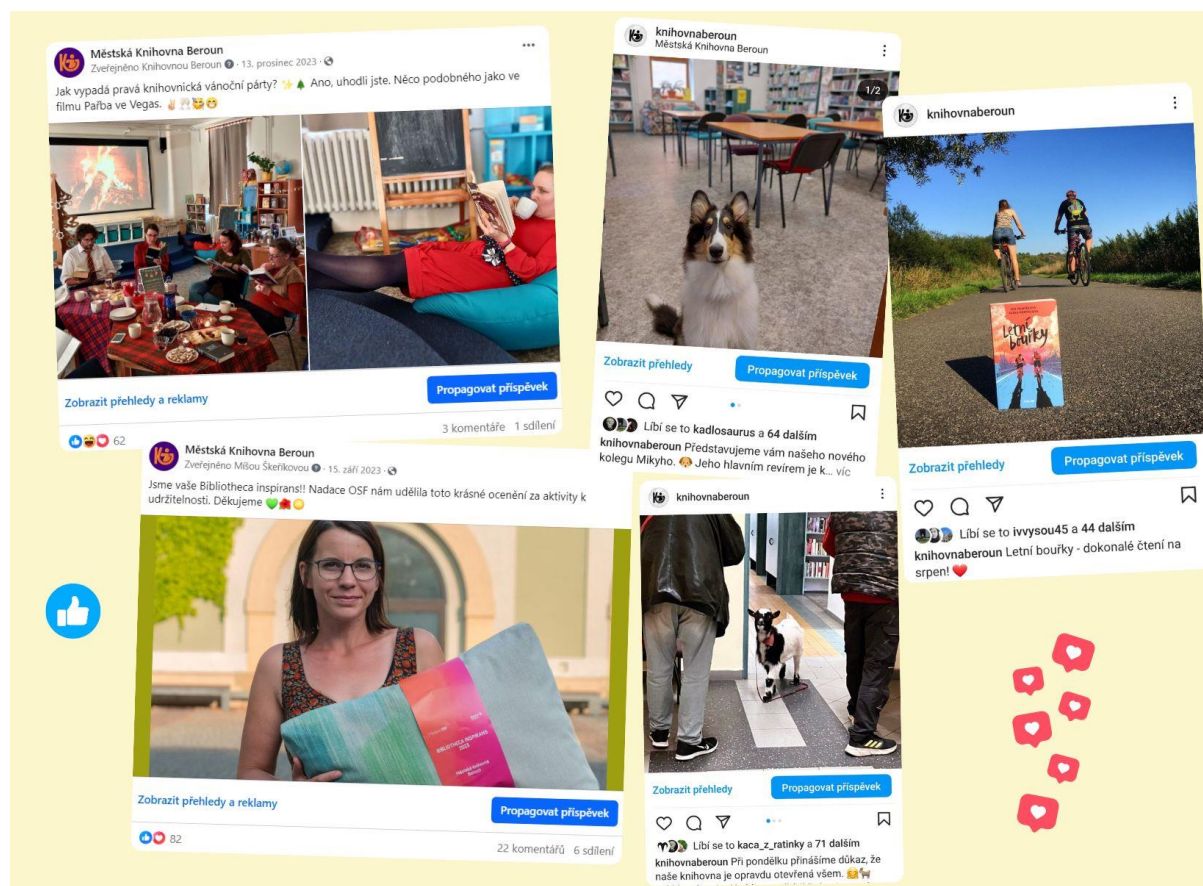 Městská Knihovna Beroun
Zveřejněno Knihovnou Beroun · 13. prosinec 2023 ·
Jak vypadá pravá knihovnická vánoční párty? ✨🎄 Ano, uhodli jste. Něco podobného jako ve
filmu Pařba ve Vegas.
Zobrazit přehledy a reklamy
Propagovat příspěvek
62
3 komentáře 1 sdílení
Městská Knihovna Beroun
Zveřejněno Míšou Škeříkovou · 15. září 2023 ·
Jsme vaše Bibliotheca inspirans!! Nadace OSF nám udělila toto krásné ocenění za aktivity k
udržitelnosti. Děkujeme
BIBLIOTHECA INSPIRANS
2023
Městská knihovna
Beroun
Zobrazit přehledy a reklamy
Propagovat příspěvek
82
22 komentářů 6 sdílení
knihovnaberoun
Městská Knihovna Beroun
1/2
Zobrazit přehledy
Propagovat příspěvek
Líbí se to kadlosaurus a 64 dalším
knihovnaberoun Představujeme vám našeho nového
kolegu Mikyho. Jeho hlavním revírem je k... víc
knihovnaberoun
Zobrazit přehledy
Propagovat příspěvek
Líbí se to kaca_z_ratinky a 71 dalším
knihovnaberoun Při pondělku přinášíme důkaz, že
naše knihovna je opravdu otevřená všem.
knihovnaberoun
Letní
bouřky
Zobrazit přehledy
Propagovat příspěvek
Líbí se to ivvysou45 a 44 dalším
knihovnaberoun Letní bouřky - dokonalé čtení na
srpen! ❤️